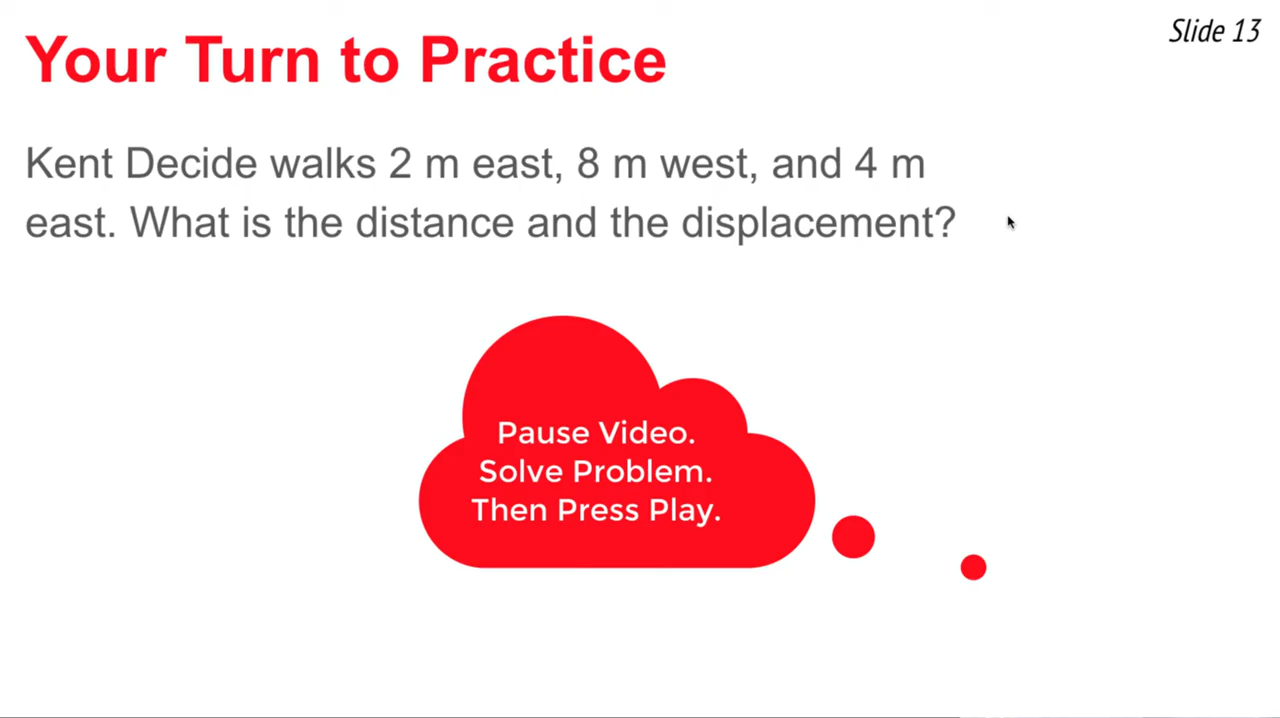 Slide 13
Your Turn to Practice
Kent Decide walks 2 m east, 8 m west, and 4 m
east. What is the distance and the displacement?
Pause Video.
Solve Problem.
Then Press Play.